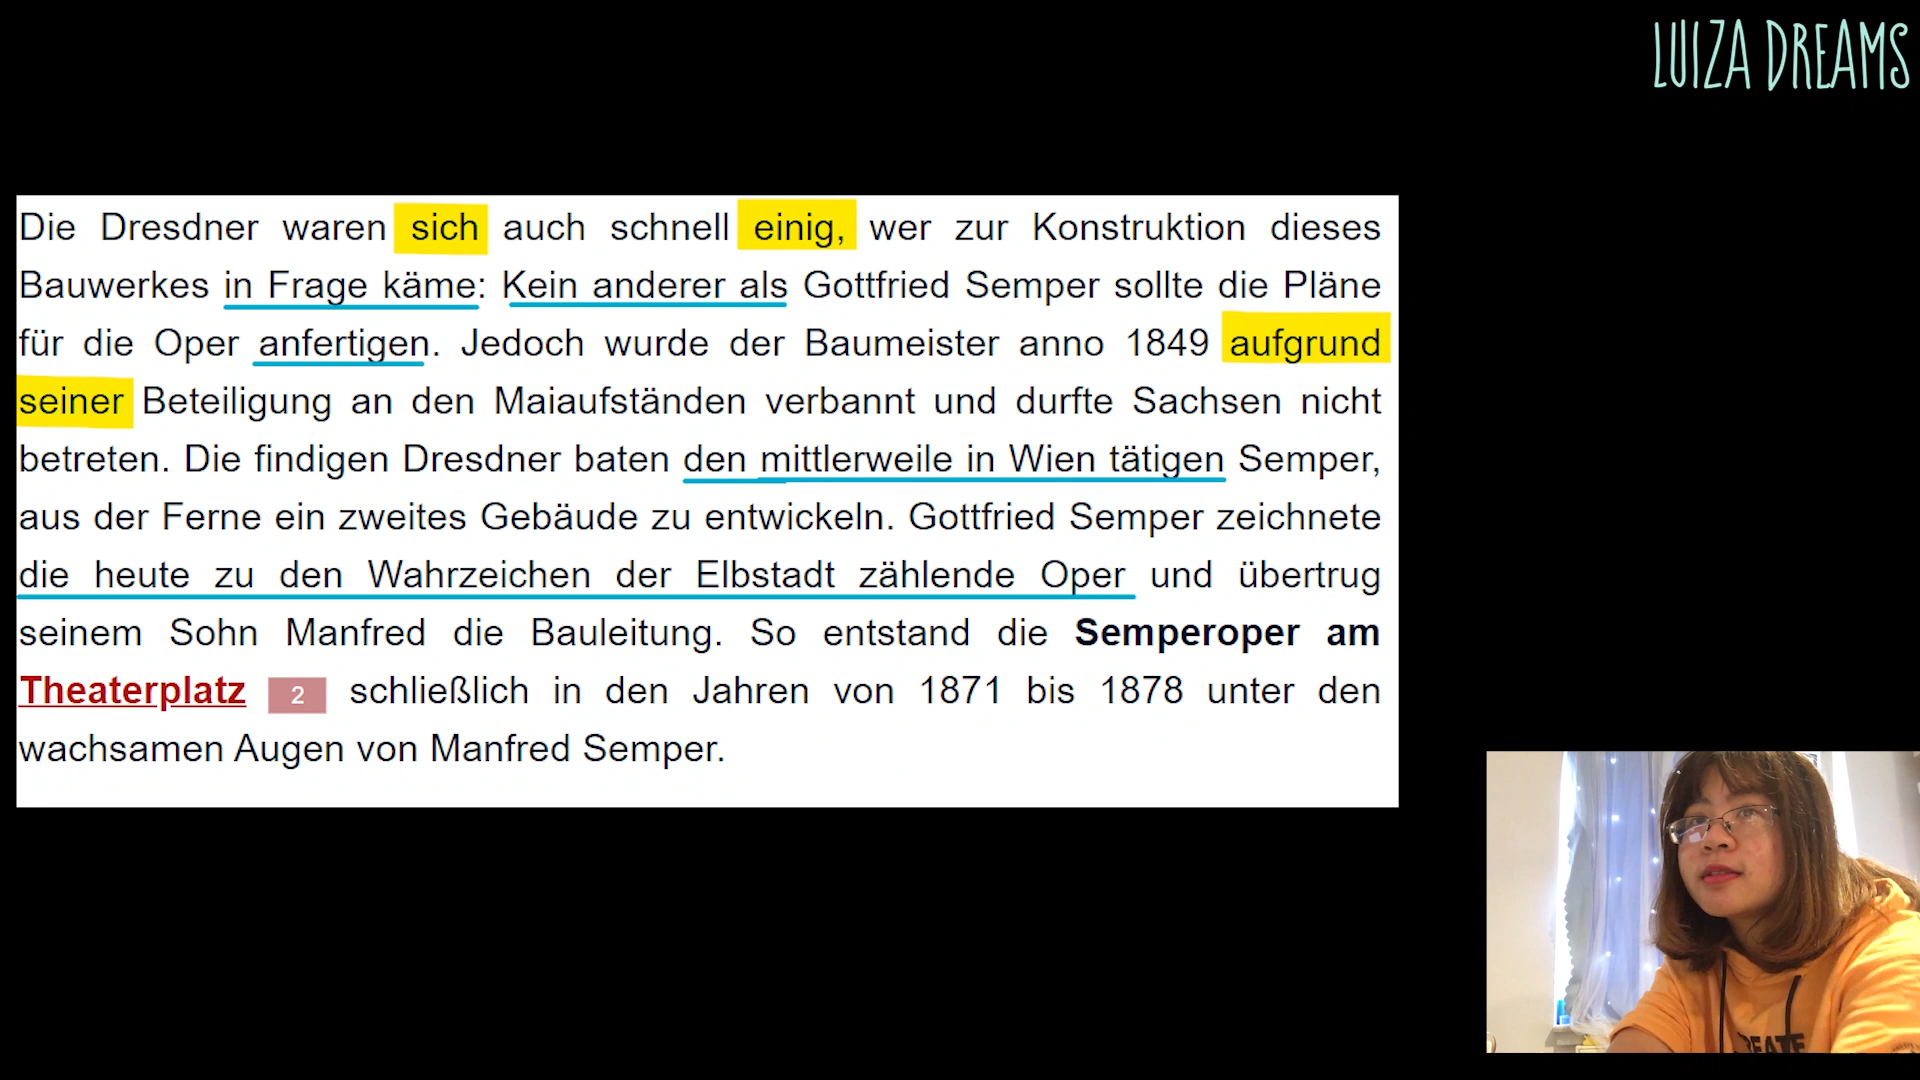 LUIZA DREAMS
Die Dresdner waren sich auch schnell einig, wer zur Konstruktion dieses
Bauwerkes in Frage käme: Kein anderer als Gottfried Semper sollte die Pläne
für die Oper anfertigen. Jedoch wurde der Baumeister anno 1849 aufgrund
seiner Beteiligung an den Maiaufständen verbannt und durfte Sachsen nicht
betreten. Die findigen Dresdner baten den mittlerweile in Wien tätigen Semper,
aus der Ferne ein zweites Gebäude zu entwickeln. Gottfried Semper zeichnete
die heute zu den Wahrzeichen der Elbstadt zählende Oper und übertrug
seinem Sohn Manfred die Bauleitung. So entstand die Semperoper am
Theaterplatz 2 schließlich in den Jahren von 1871 bis 1878 unter den
wachsamen Augen von Manfred Semper.